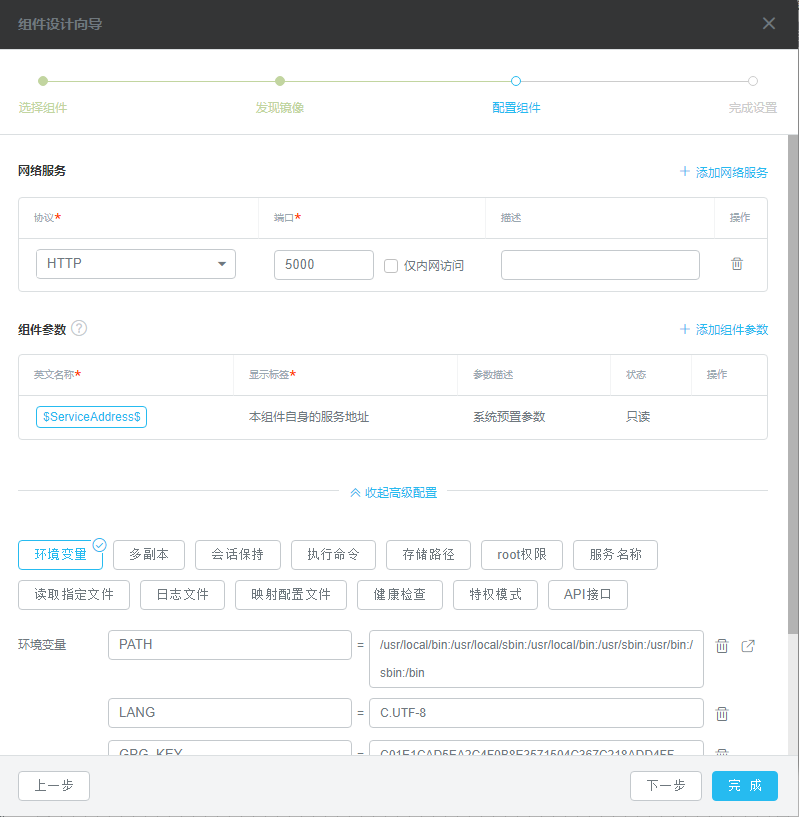 组件设计向导
选择组件 发现镜像 配置组件 完成设置
网络服务 添加网络服务
协议* 端口* 描述 操作
HTTP 5000 仅内网访问
组件参数 ? 添加组件参数
英文名称* 显示标签* 参数描述 状态 操作
$ServiceAddress$ 本组件自身的服务地址 系统预置参数 只读
收起高级配置
环境变量 多副本 会话保持 执行命令 存储路径 root权限 服务名称
读取指定文件 日志文件 映射配置文件 健康检查 特权模式 API接口
环境变量 PATH = /usr/local/bin:/usr/local/sbin:/usr/local/bin:/usr/sbin:/usr/bin:/
sbin:/bin
LANG = C.UTF-8
GPG_KEY =
上一步 下一步 完 成